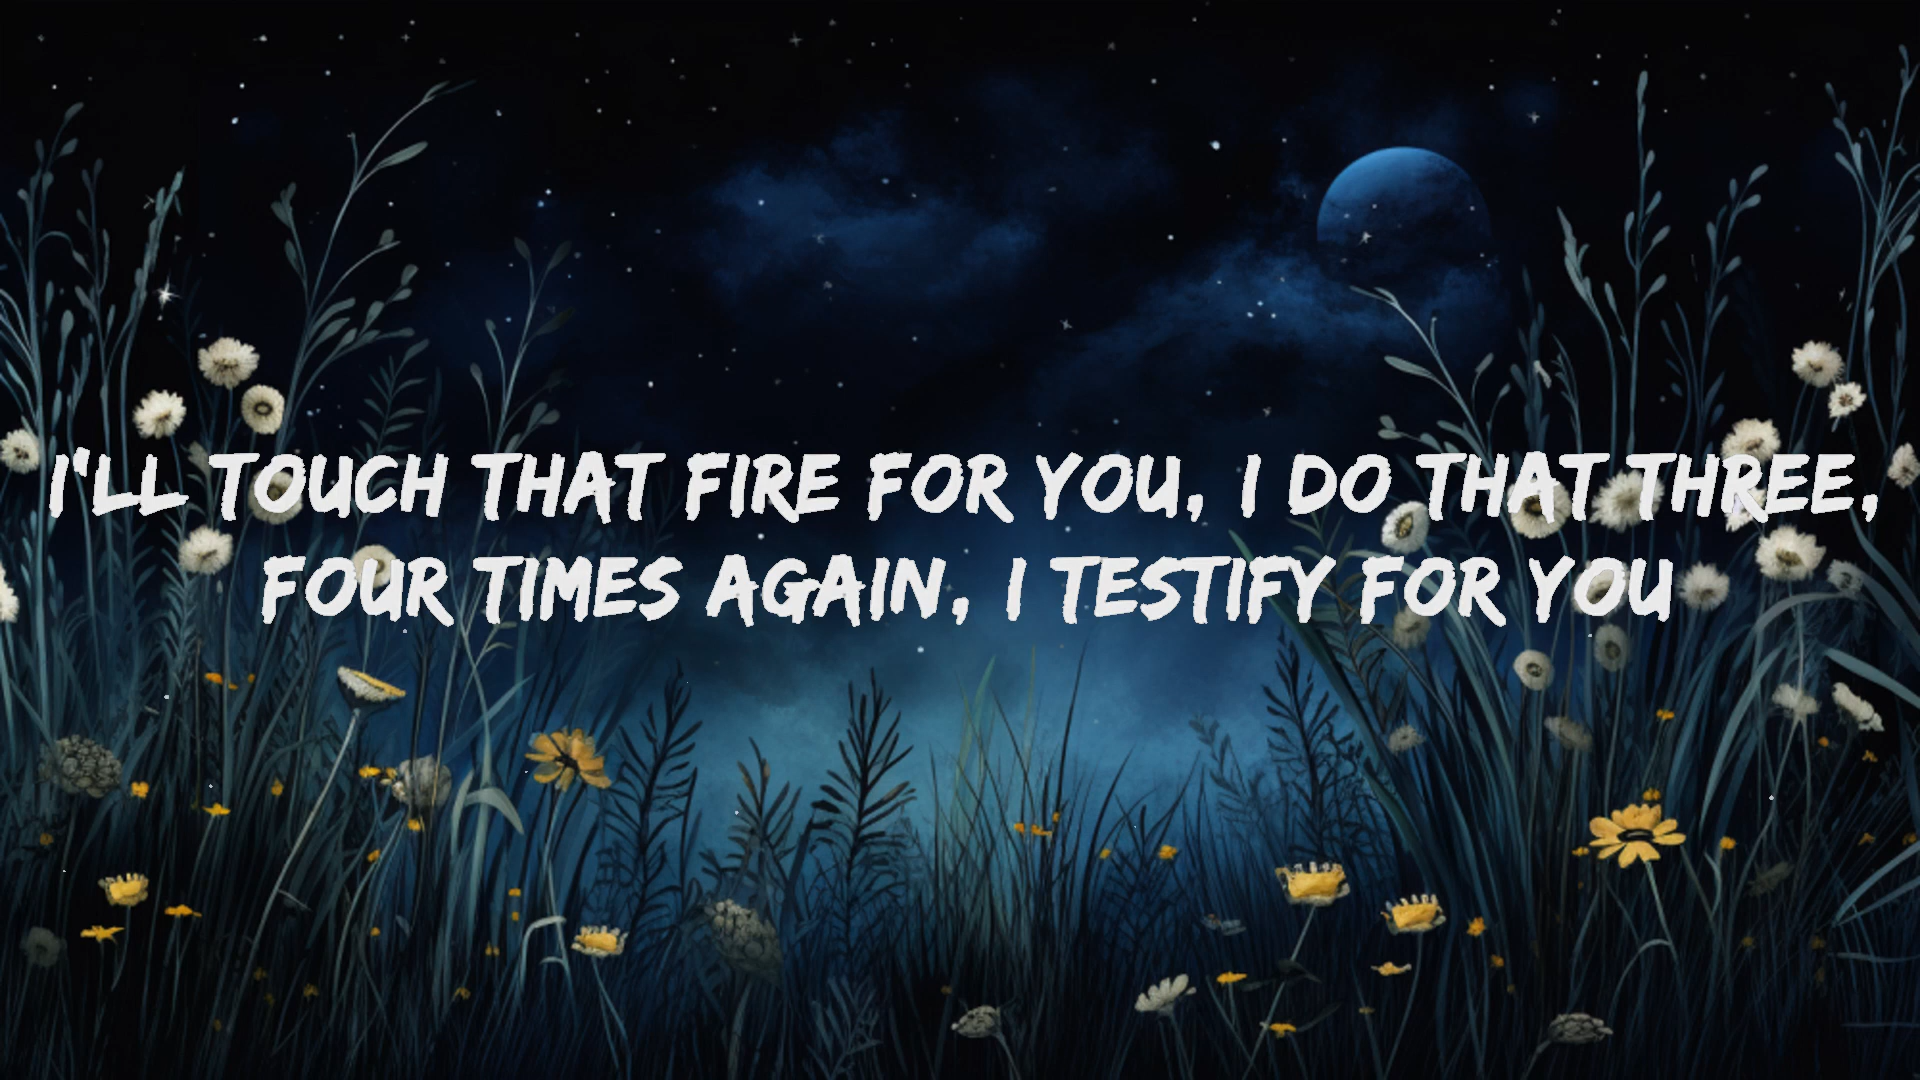 I'LL TOUCH THAT FIRE FOR YOU, I DO THAT THREE,
FOUR TIMES AGAIN, I TESTIFY FOR YOU